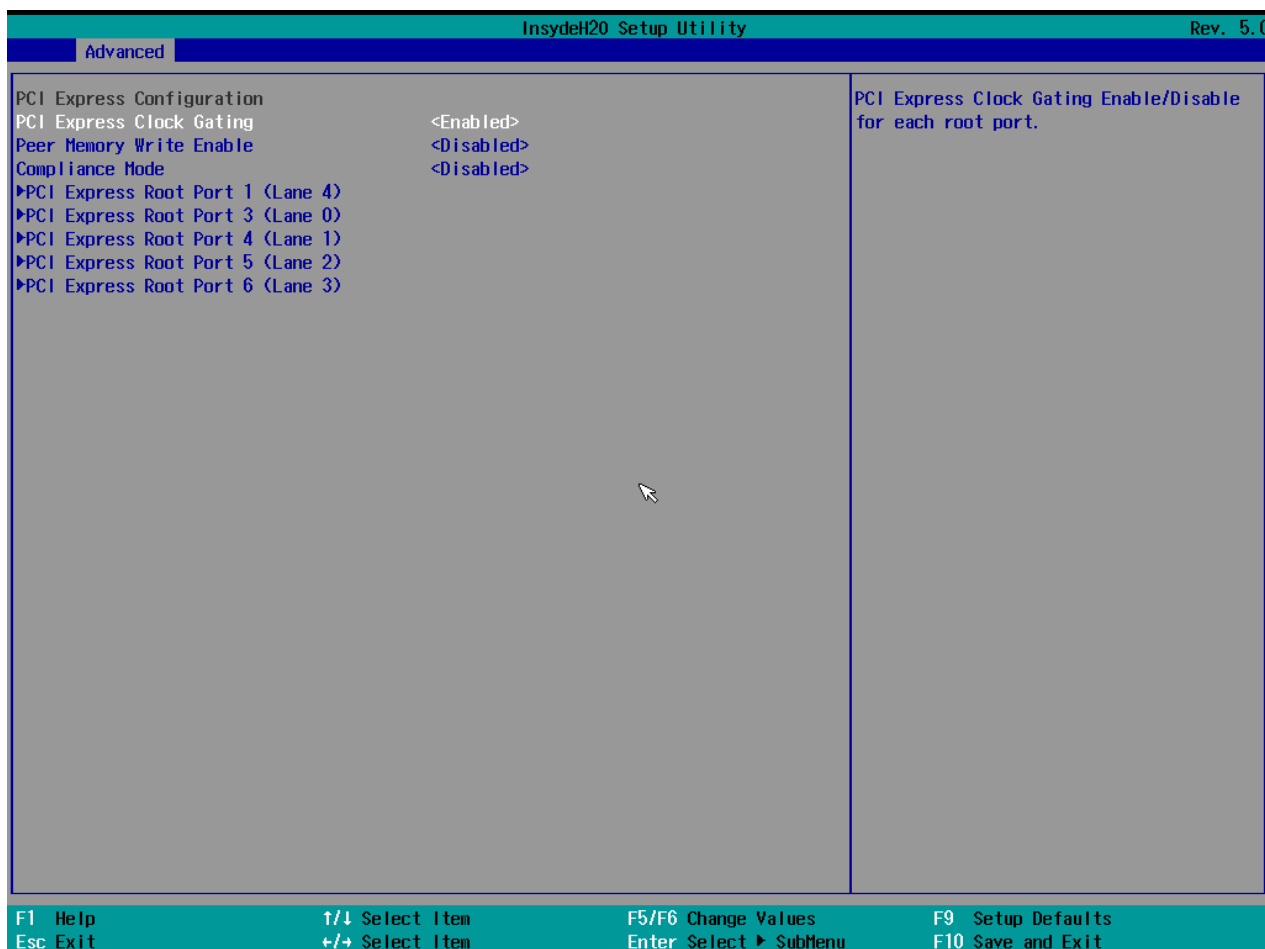 InsydeH20 Setup Utility Rev. 5.0
Advanced
PCI Express Configuration
PCI Express Clock Gating <Enabled>
Peer Memory Write Enable <Disabled>
Compliance Mode <Disabled>
▶PCI Express Root Port 1 (Lane 4)
▶PCI Express Root Port 3 (Lane 0)
▶PCI Express Root Port 4 (Lane 1)
▶PCI Express Root Port 5 (Lane 2)
▶PCI Express Root Port 6 (Lane 3)
PCI Express Clock Gating Enable/Disable
for each root port.
F1 Help ↑/↓ Select Item F5/F6 Change Values F9 Setup Defaults
Esc Exit ←/→ Select Item Enter Select ▶ SubMenu F10 Save and Exit